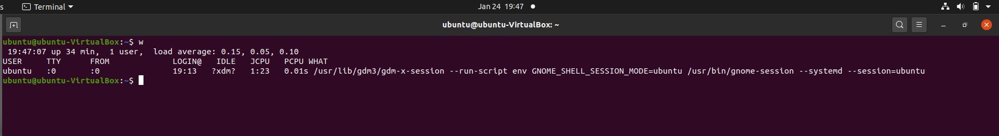 s Terminal Jan 24 19:47
ubuntu@ubuntu-VirtualBox: ~
ubuntu@ubuntu-VirtualBox:~$ w
 19:47:07 up 34 min,  1 user,  load average: 0.15, 0.05, 0.10
USER     TTY      FROM             LOGIN@   IDLE   JCPU   PCPU WHAT
ubuntu   :0       :0               19:13   ?xdm?   1:23   0.01s /usr/lib/gdm3/gdm-x-session --run-script env GNOME_SHELL_SESSION_MODE=ubuntu /usr/bin/gnome-session --systemd --session=ubuntu
ubuntu@ubuntu-VirtualBox:~$